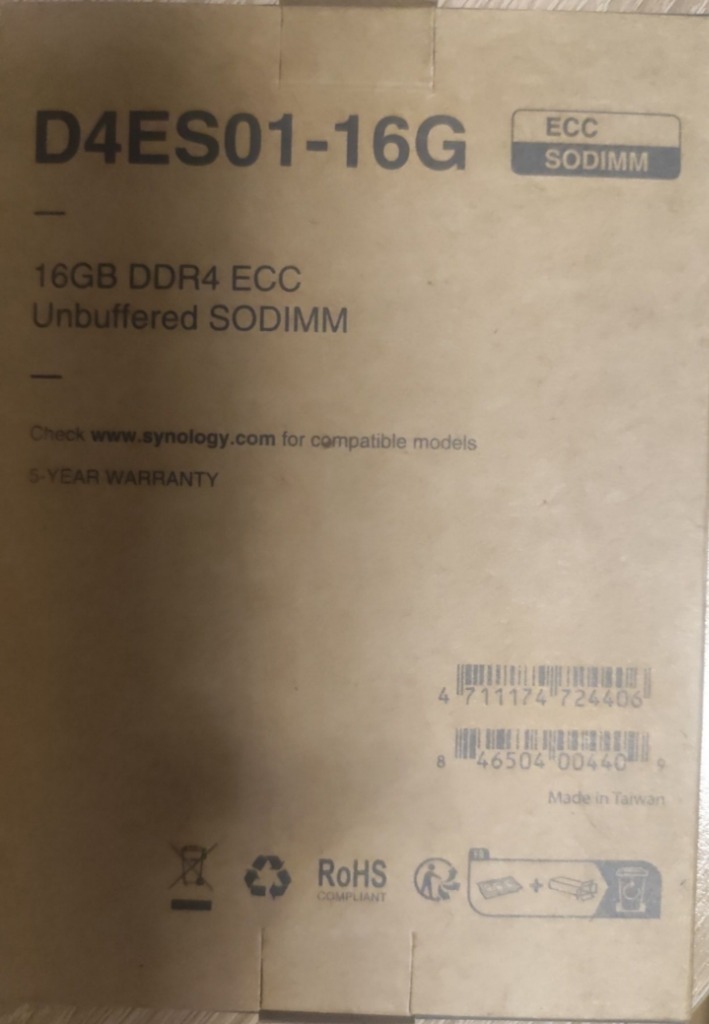 D4ES01-16G
ECC
SODIMM
16GB DDR4 ECC
Unbuffered SODIMM
Check www.synology.com for compatible models
5-YEAR WARRANTY
4 711174 724406
8 46504 00440 9
Made in Taiwan
RoHS
COMPLIANT